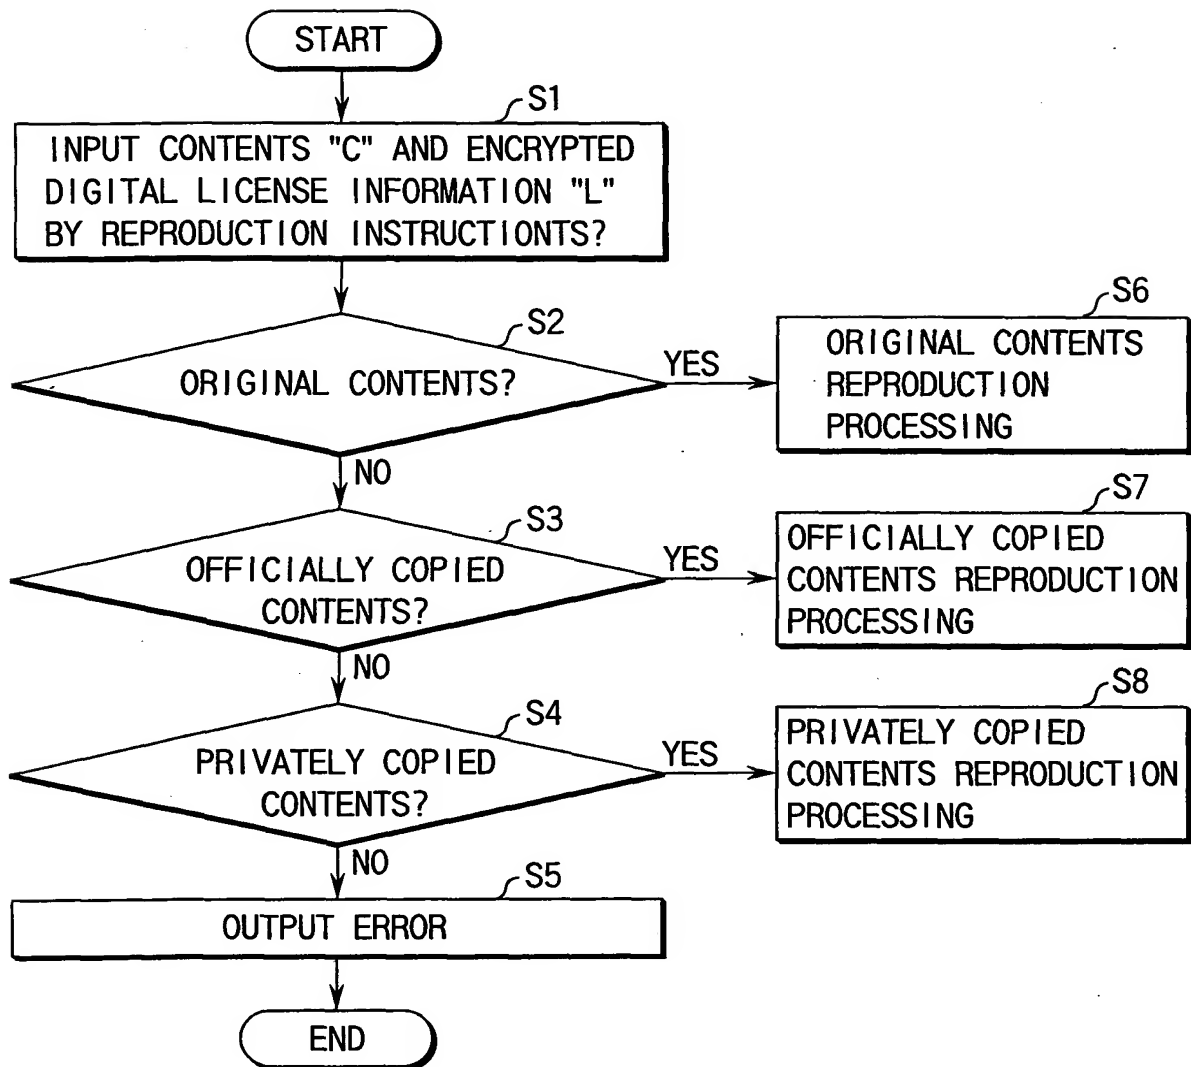 START
S1
INPUT CONTENTS "C" AND ENCRYPTED
DIGITAL LICENSE INFORMATION "L"
BY REPRODUCTION INSTRUCTIONTS?
S2
ORIGINAL CONTENTS?
YES
S6
ORIGINAL CONTENTS
REPRODUCTION
PROCESSING
NO
S3
OFFICIALLY COPIED
CONTENTS?
YES
S7
OFFICIALLY COPIED
CONTENTS REPRODUCTION
PROCESSING
NO
S4
PRIVATELY COPIED
CONTENTS?
YES
S8
PRIVATELY COPIED
CONTENTS REPRODUCTION
PROCESSING
NO
S5
OUTPUT ERROR
END